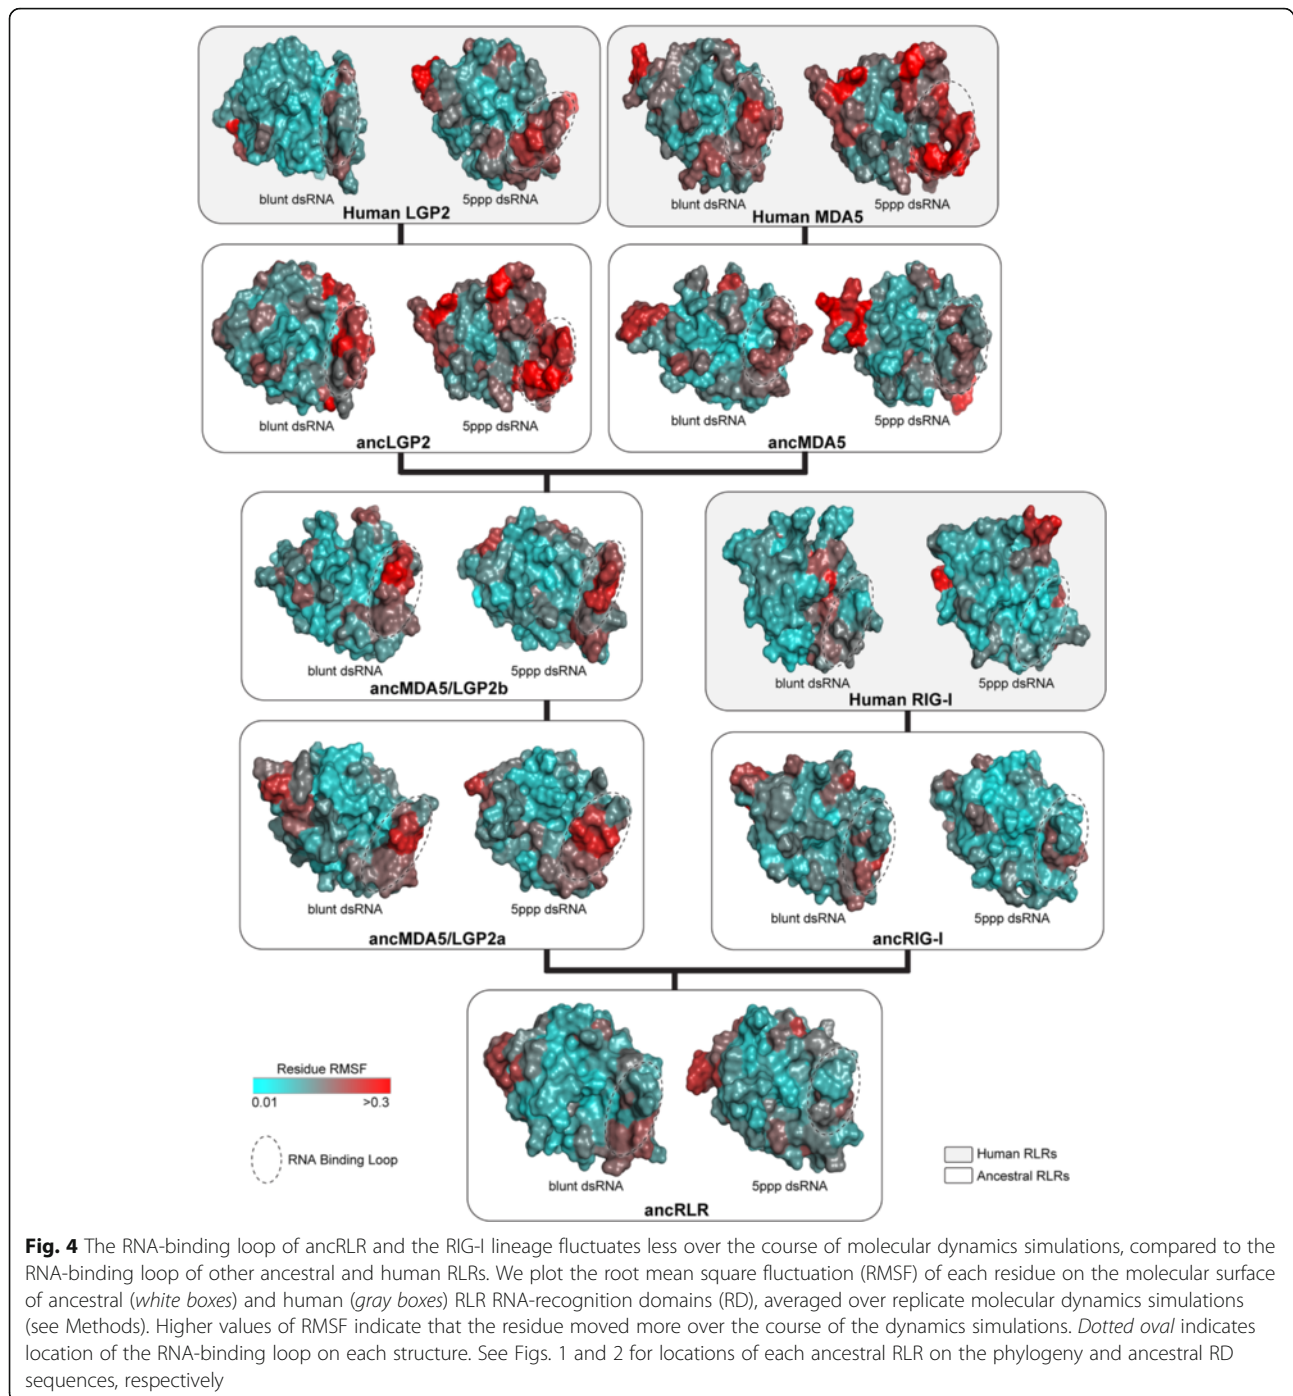 blunt dsRNA 5ppp dsRNA
Human LGP2
blunt dsRNA 5ppp dsRNA
Human MDA5
blunt dsRNA 5ppp dsRNA
ancLGP2
blunt dsRNA 5ppp dsRNA
ancMDA5
blunt dsRNA 5ppp dsRNA
ancMDA5/LGP2b
blunt dsRNA 5ppp dsRNA
Human RIG-I
blunt dsRNA 5ppp dsRNA
ancMDA5/LGP2a
blunt dsRNA 5ppp dsRNA
ancRIG-I
blunt dsRNA 5ppp dsRNA
ancRLR
Residue RMSF
0.01 >0.3
RNA Binding Loop
Human RLRs
Ancestral RLRs
Fig. 4 The RNA-binding loop of ancRLR and the RIG-I lineage fluctuates less over the course of molecular dynamics simulations, compared to the
RNA-binding loop of other ancestral and human RLRs. We plot the root mean square fluctuation (RMSF) of each residue on the molecular surface
of ancestral (white boxes) and human (gray boxes) RLR RNA-recognition domains (RD), averaged over replicate molecular dynamics simulations
(see Methods). Higher values of RMSF indicate that the residue moved more over the course of the dynamics simulations. Dotted oval indicates
location of the RNA-binding loop on each structure. See Figs. 1 and 2 for locations of each ancestral RLR on the phylogeny and ancestral RD
sequences, respectively